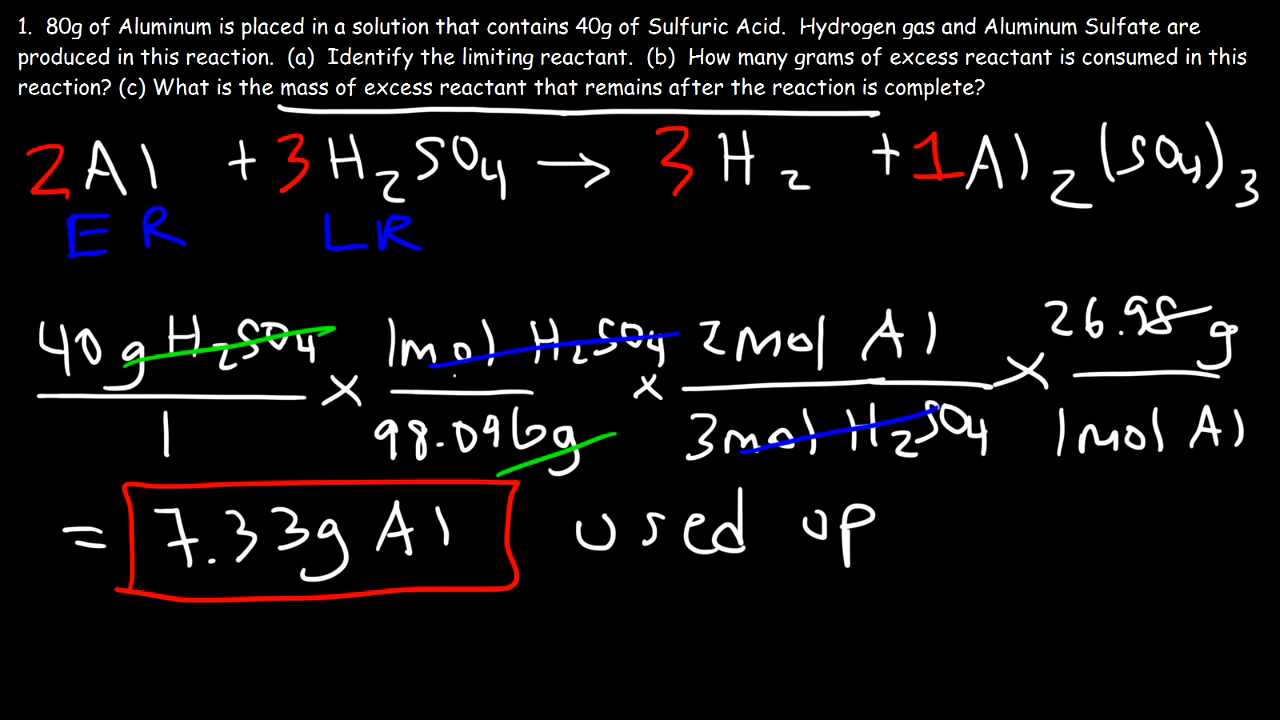 1. 80g of Aluminum is placed in a solution that contains 40g of Sulfuric Acid. Hydrogen gas and Aluminum Sulfate are
produced in this reaction. (a) Identify the limiting reactant. (b) How many grams of excess reactant is consumed in this
reaction? (c) What is the mass of excess reactant that remains after the reaction is complete?
2Al + 3H₂SO₄ → 3H₂ + 1Al₂(SO₄)₃
ER LR
40g H₂SO₄ × 1mol H₂SO₄ × 2mol Al × 26.98g
1 98.096g 3mol H₂SO₄ 1mol Al
= 7.33g Al used up